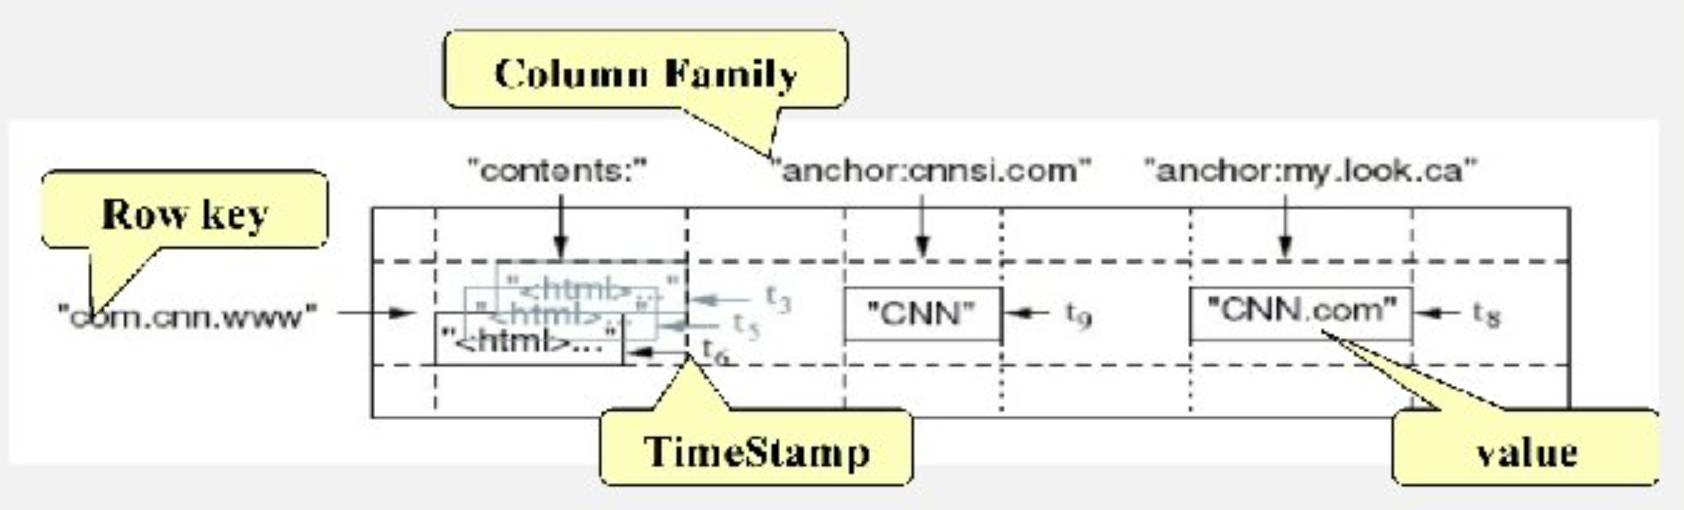 Column Family
"contents:" "anchor:cnnsi.com" "anchor:my.look.ca"
Row key
"<html>..." t3
"com.cnn.www" "<html>..." t5 "CNN" t9 "CNN.com" t8
"<html>..." t6
TimeStamp value